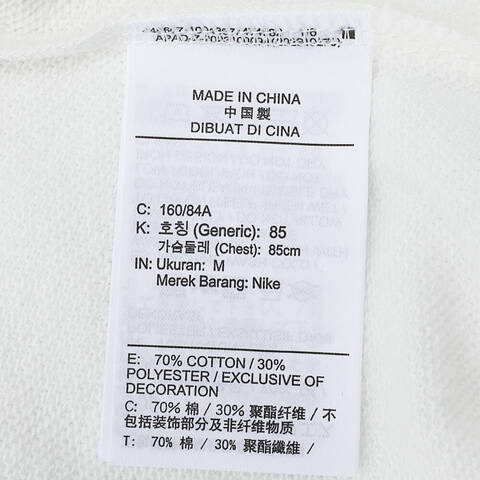 MADE IN CHINA
中 国 製
DIBUAT DI CINA
C: 160/84A
K: 호칭 (Generic): 85
가슴둘레 (Chest): 85cm
IN: Ukuran: M
Merek Barang: Nike
E: 70% COTTON / 30%
POLYESTER / EXCLUSIVE OF
DECORATION
C: 70% 棉 / 30% 聚酯纤维 / 不
包括装饰部分及非纤维物质
T: 70% 棉 / 30% 聚酯纖維 /